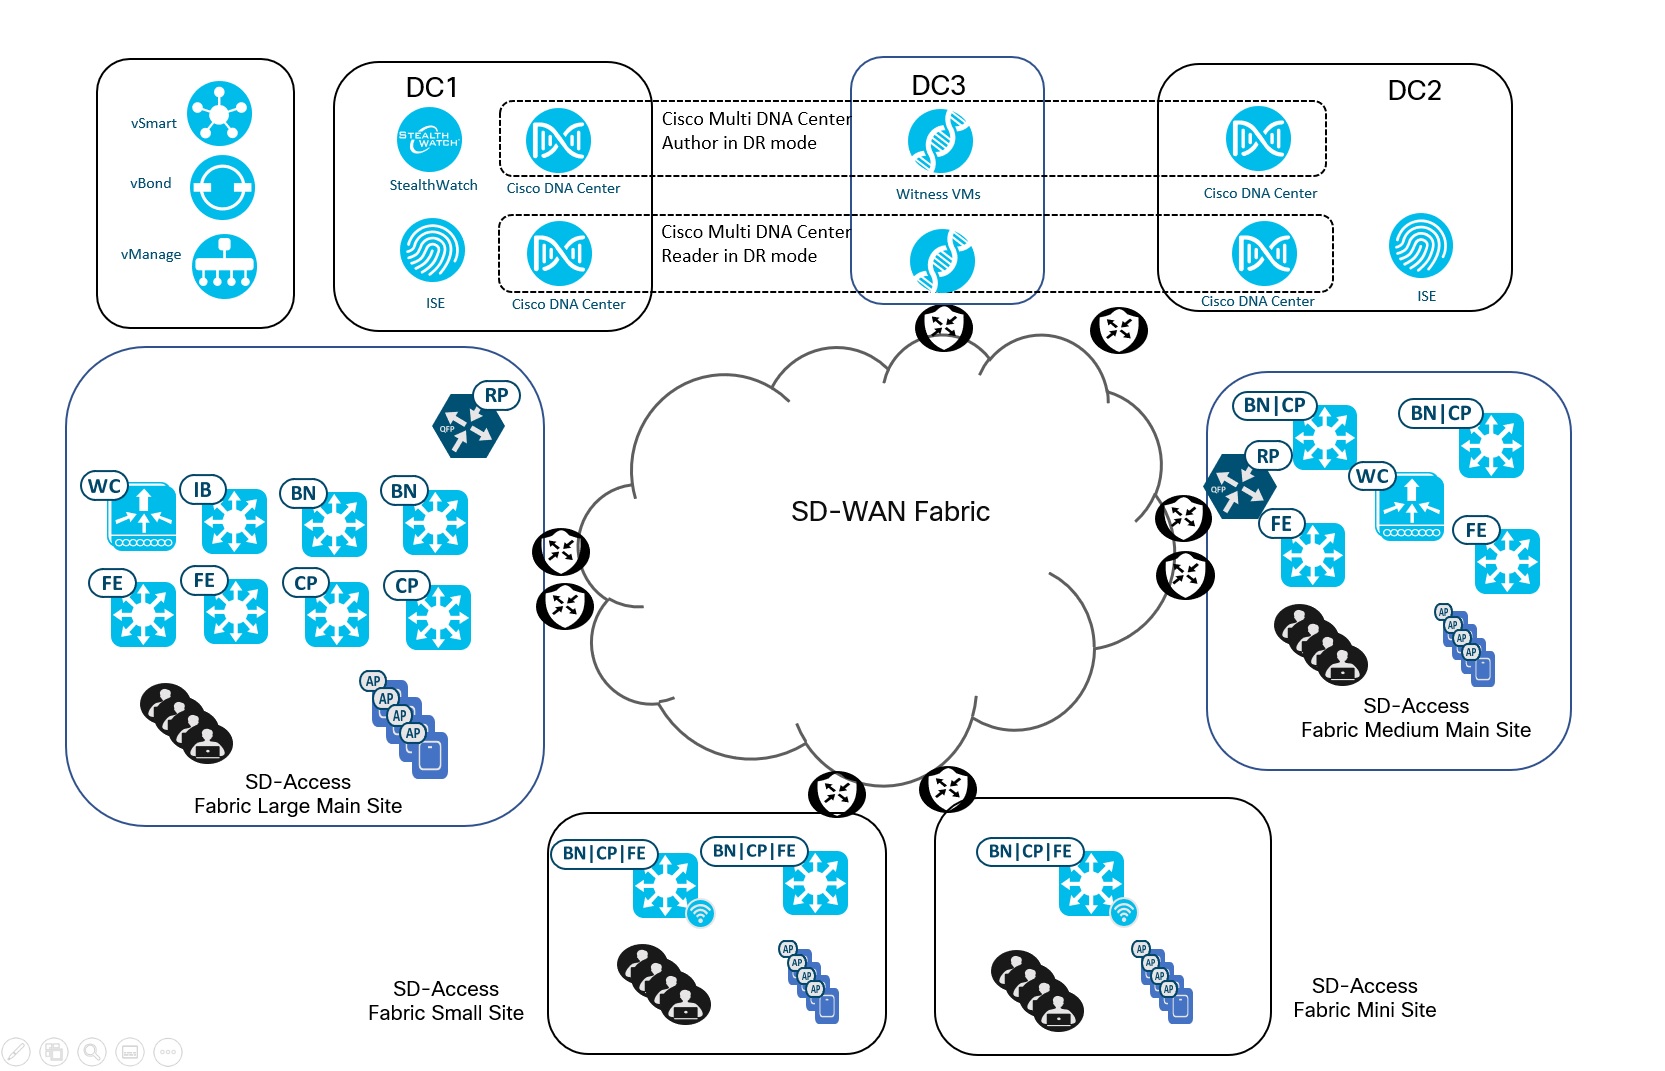 vSmart
vBond
vManage
DC1
STEALTH
WATCH
StealthWatch
Cisco DNA Center
ISE
Cisco DNA Center
Cisco Multi DNA Center
Author in DR mode
Cisco Multi DNA Center
Reader in DR mode
DC3
Witness VMs
DC2
Cisco DNA Center
Cisco DNA Center
ISE
RP
QFP
WC
IB
BN
BN
FE
FE
CP
CP
AP
AP
AP
AP
SD-Access
Fabric Large Main Site
SD-WAN Fabric
BN|CP
BN|CP
RP
QFP
WC
FE
FE
AP
AP
AP
AP
SD-Access
Fabric Medium Main Site
BN|CP|FE
BN|CP|FE
AP
AP
AP
AP
SD-Access
Fabric Small Site
BN|CP|FE
AP
AP
AP
AP
SD-Access
Fabric Mini Site